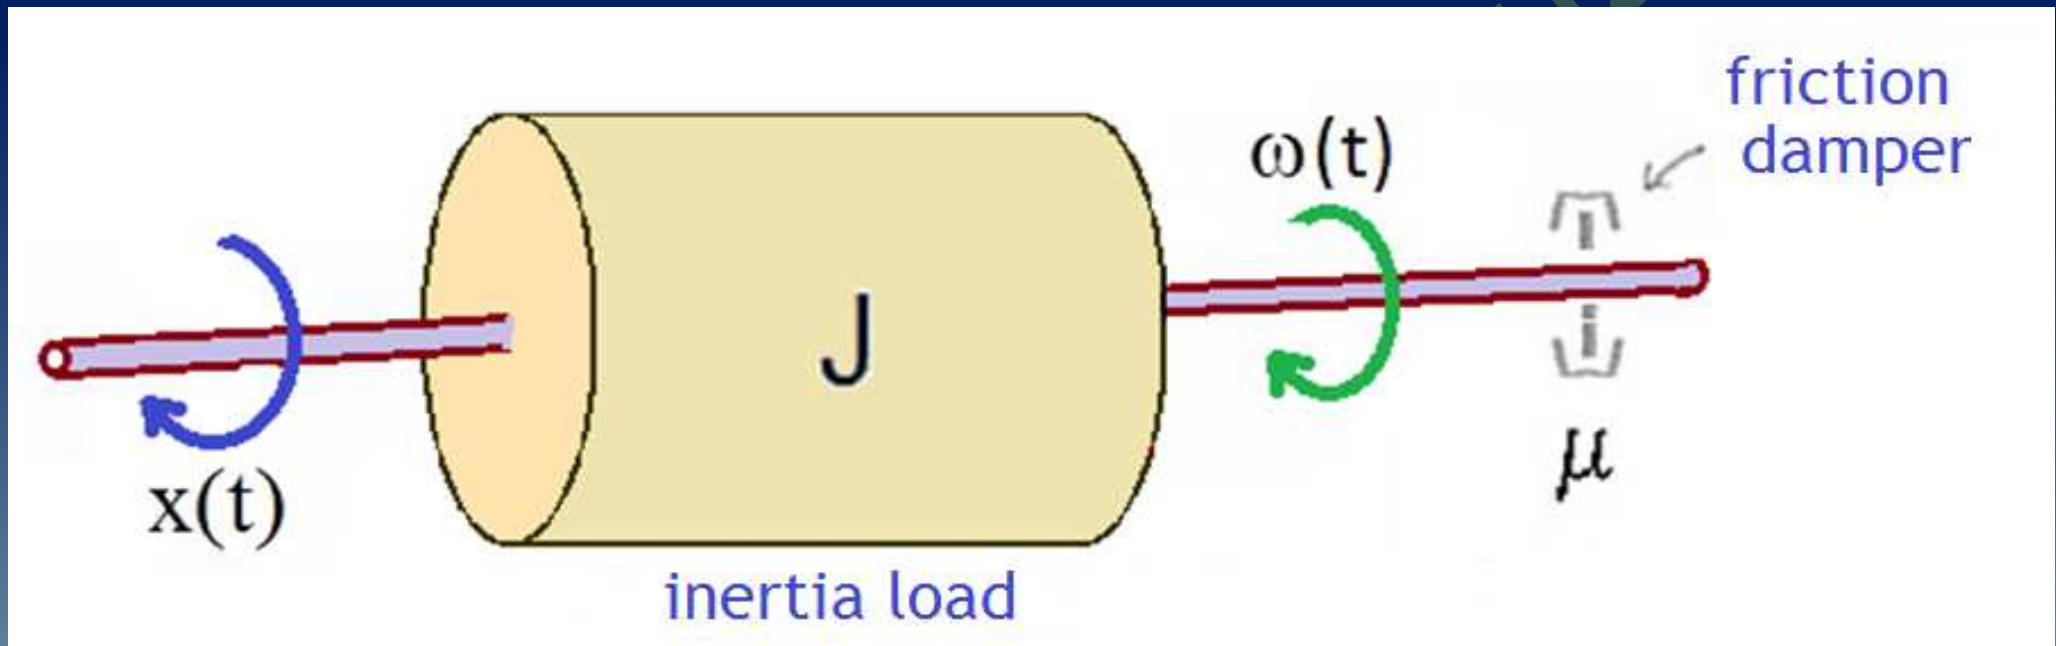 friction
damper
ω(t)
J
x(t)
μ
inertia load